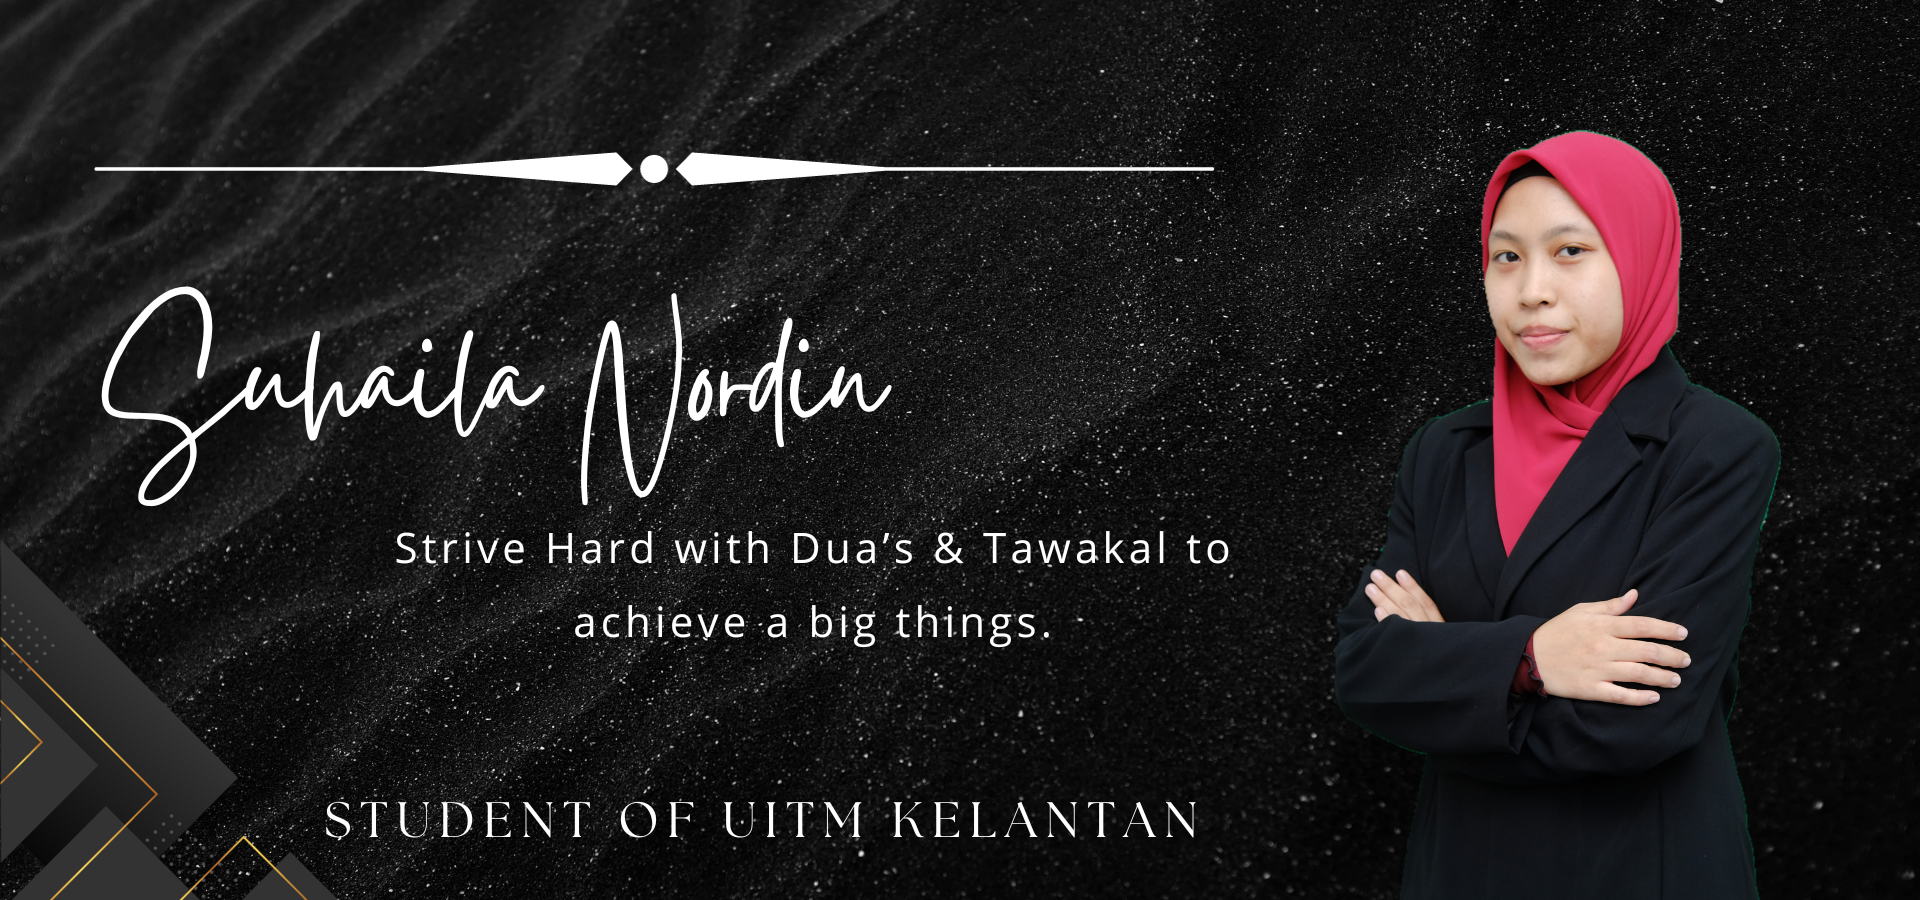 Suhaila Nordin
Strive Hard with Dua’s & Tawakal to
achieve a big things.
STUDENT OF UITM KELANTAN